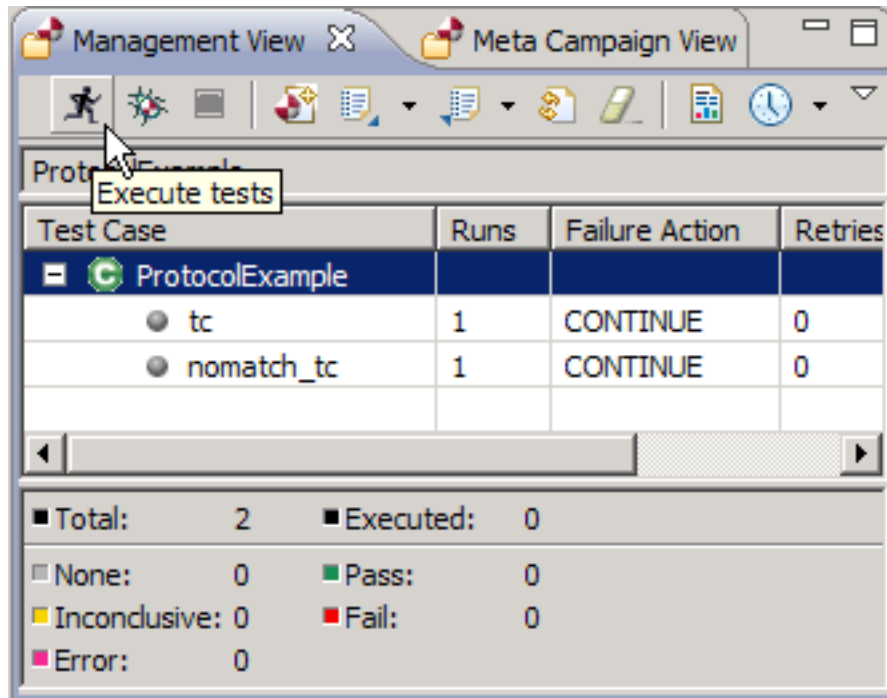 Management View Meta Campaign View
ProtocolExample
Execute tests
Test Case Runs Failure Action Retries
C ProtocolExample
tc 1 CONTINUE 0
nomatch_tc 1 CONTINUE 0
Total: 2 Executed: 0
None: 0 Pass: 0
Inconclusive: 0 Fail: 0
Error: 0